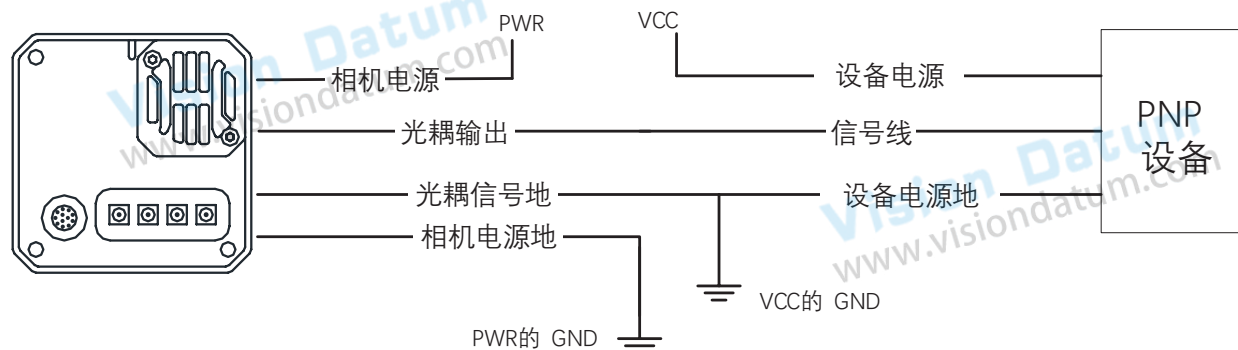 PWR
VCC
相机电源
设备电源
光耦输出
信号线
PNP
设备
光耦信号地
设备电源地
相机电源地
VCC的 GND
PWR的 GND
Vision Datum
www.visiondatum.com
Vision Datum
www.visiondatum.com